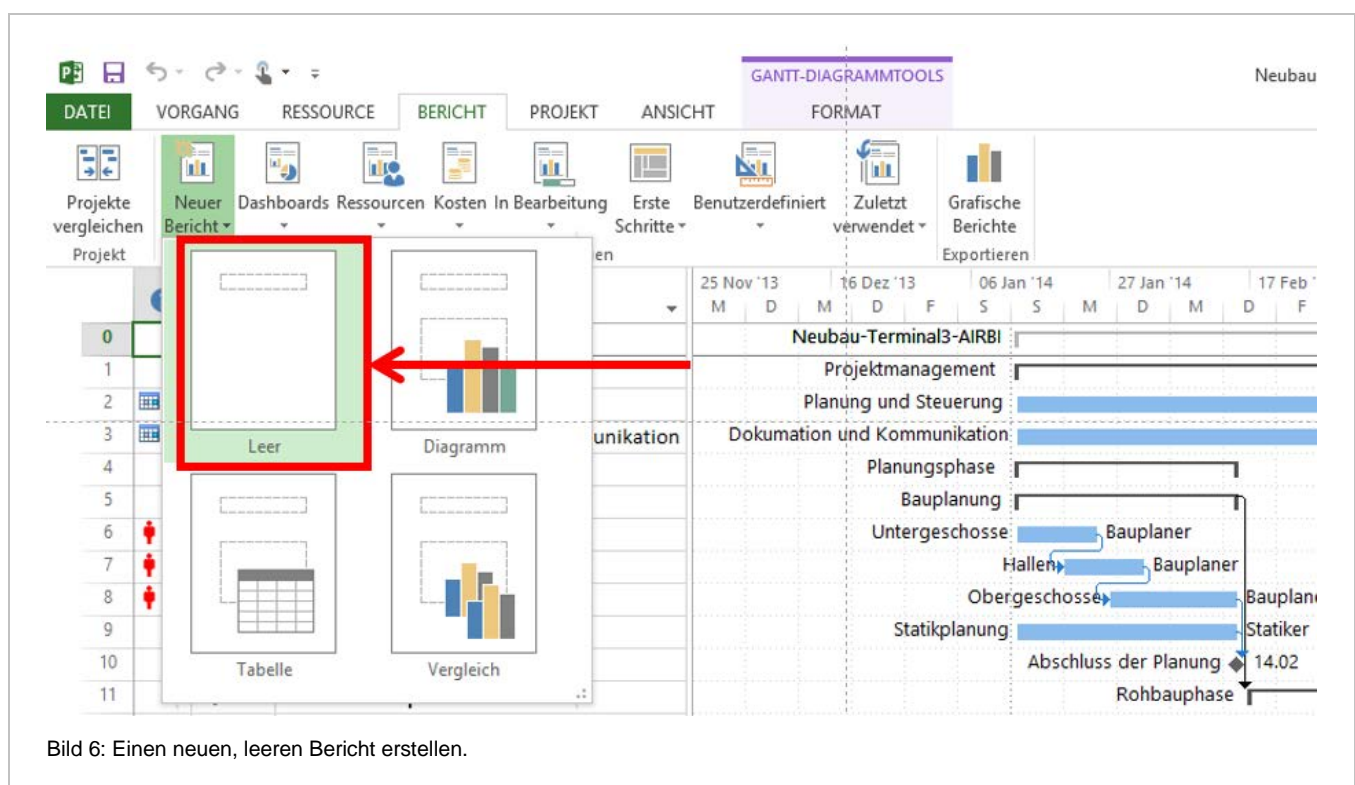 GANTT-DIAGRAMMTOOLS Neubau
DATEI VORGANG RESSOURCE BERICHT PROJEKT ANSICHT FORMAT
Projekte vergleichen
Neuer Bericht
Dashboards
Ressourcen
Kosten
In Bearbeitung
Erste Schritte
Benutzerdefiniert
Zuletzt verwendet
Grafische Berichte
Projekt
en
Exportieren
Leer
Diagramm
Tabelle
Vergleich
25 Nov '13 16 Dez '13 06 Jan '14 27 Jan '14 17 Feb '
M D M D F S S M D M D F
0 Neubau-Terminal3-AIRBI
1 Projektmanagement
2 Planung und Steuerung
3 unikation Dokumation und Kommunikation
4 Planungsphase
5 Bauplanung
6 Untergeschosse Bauplaner
7 Hallen Bauplaner
8 Obergeschosse Bauplane
9 Statikplanung Statiker
10 Abschluss der Planung 14.02
11 Rohbauphase
Bild 6: Einen neuen, leeren Bericht erstellen.